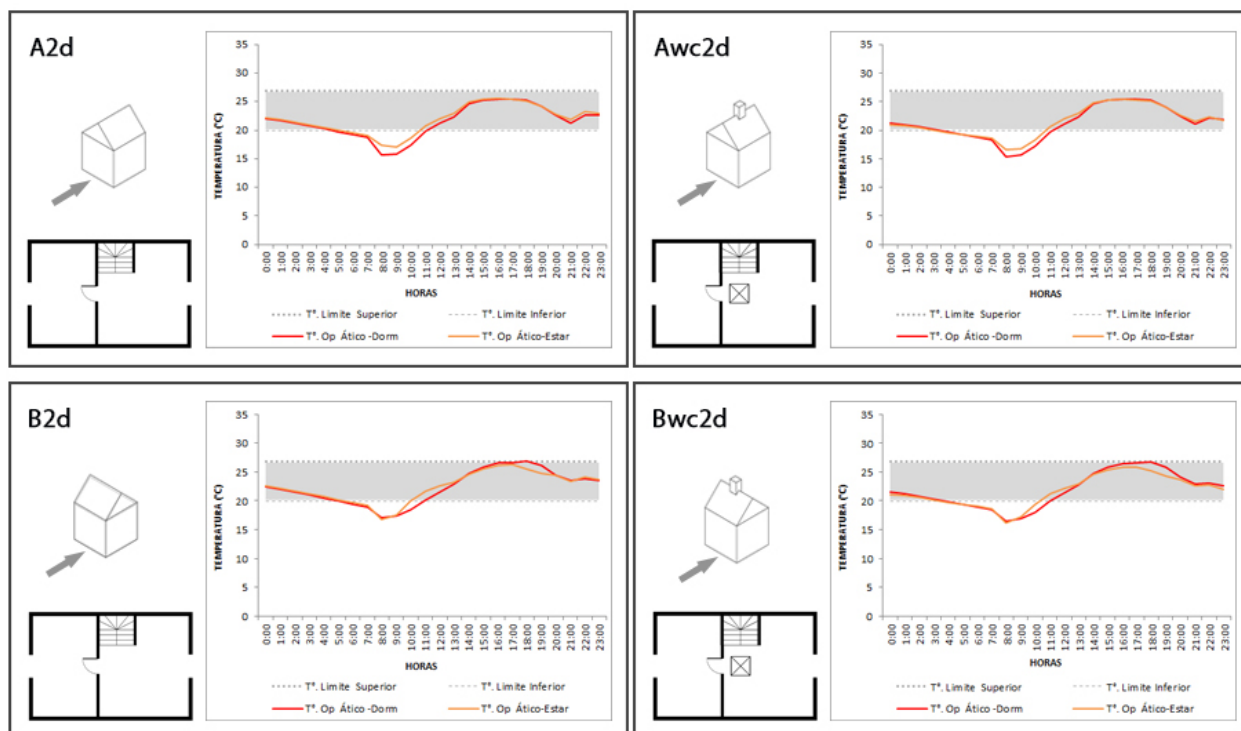 A2d
TEMPERATURA (°C)
35
30
25
20
15
10
5
0
0:00 1:00 2:00 3:00 4:00 5:00 6:00 7:00 8:00 9:00 10:00 11:00 12:00 13:00 14:00 15:00 16:00 17:00 18:00 19:00 20:00 21:00 22:00 23:00
HORAS
Tª. Limite Superior Tª. Limite Inferior
Tª. Op Ático -Dorm Tª. Op Ático-Estar
Awc2d
TEMPERATURA (°C)
35
30
25
20
15
10
5
0
0:00 1:00 2:00 3:00 4:00 5:00 6:00 7:00 8:00 9:00 10:00 11:00 12:00 13:00 14:00 15:00 16:00 17:00 18:00 19:00 20:00 21:00 22:00 23:00
HORAS
Tª. Limite Superior Tª. Limite Inferior
Tª. Op Ático -Dorm Tª. Op Ático-Estar
B2d
TEMPERATURA (°C)
35
30
25
20
15
10
5
0
0:00 1:00 2:00 3:00 4:00 5:00 6:00 7:00 8:00 9:00 10:00 11:00 12:00 13:00 14:00 15:00 16:00 17:00 18:00 19:00 20:00 21:00 22:00 23:00
HORAS
Tª. Limite Superior Tª. Limite Inferior
Tª. Op Ático -Dorm Tª. Op Ático-Estar
Bwc2d
TEMPERATURA (°C)
35
30
25
20
15
10
5
0
0:00 1:00 2:00 3:00 4:00 5:00 6:00 7:00 8:00 9:00 10:00 11:00 12:00 13:00 14:00 15:00 16:00 17:00 18:00 19:00 20:00 21:00 22:00 23:00
HORAS
Tª. Limite Superior Tª. Limite Inferior
Tª. Op Ático -Dorm Tª. Op Ático-Estar